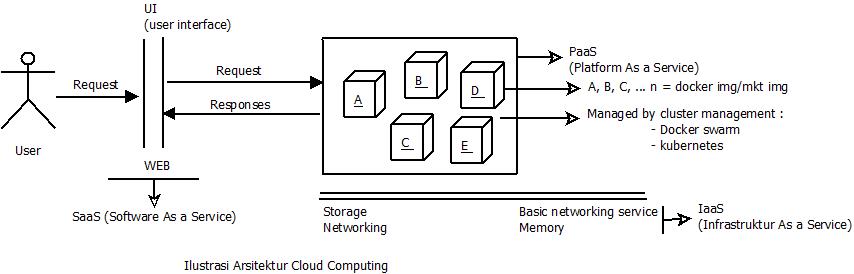 UI
(user interface)
User
Request
WEB
SaaS (Software As a Service)
Request
Responses
A
B
D
C
E
PaaS
(Platform As a Service)
A, B, C, ... n = docker img/mkt img
Managed by cluster management :
- Docker swarm
- kubernetes
Storage
Networking
Basic networking service
Memory
IaaS
(Infrastruktur As a Service)
Ilustrasi Arsitektur Cloud Computing